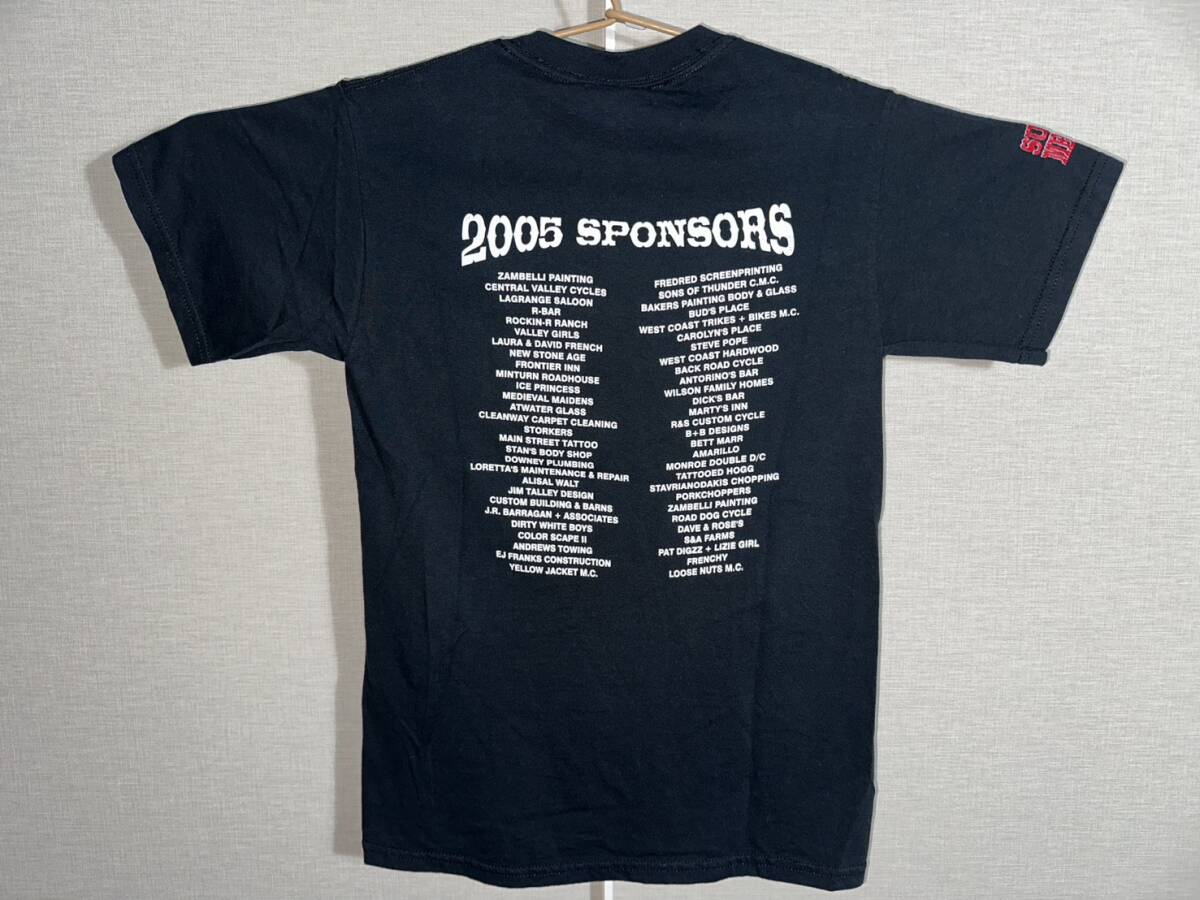 2005 SPONSORS
ZAMBELLI PAINTING
CENTRAL VALLEY CYCLES
LAGRANGE SALOON
R-BAR
ROCKIN-R RANCH
VALLEY GIRLS
LAURA & DAVID FRENCH
NEW STONE AGE
FRONTIER INN
MINTURN ROADHOUSE
ICE PRINCESS
MEDIEVAL MAIDENS
ATWATER GLASS
CLEANWAY CARPET CLEANING
STORKERS
MAIN STREET TATTOO
STAN'S BODY SHOP
DOWNEY PLUMBING
LORETTA'S MAINTENANCE & REPAIR
ALISAL WALT
JIM TALLEY DESIGN
CUSTOM BUILDING & BARNS
J.R. BARRAGAN + ASSOCIATES
DIRTY WHITE BOYS
COLOR SCAPE II
ANDREWS TOWING
EJ FRANKS CONSTRUCTION
YELLOW JACKET M.C.
FREDRED SCREENPRINTING
SONS OF THUNDER C.M.C.
BAKERS PAINTING BODY & GLASS
BUD'S PLACE
WEST COAST TRIKES + BIKES M.C.
CAROLYN'S PLACE
STEVE POPE
WEST COAST HARDWOOD
BACK ROAD CYCLE
ANTORINO'S BAR
WILSON FAMILY HOMES
DICK'S BAR
MARTY'S INN
R&S CUSTOM CYCLE
B+B DESIGNS
BETT MARR
AMARILLO
MONROE DOUBLE D/C
TATTOOED HOGG
STAVRIANODAKIS CHOPPING
PORKCHOPPERS
ZAMBELLI PAINTING
ROAD DOG CYCLE
DAVE & ROSE'S
S&A FARMS
PAT DIGZZ + LIZIE GIRL
FRENCHY
LOOSE NUTS M.C.